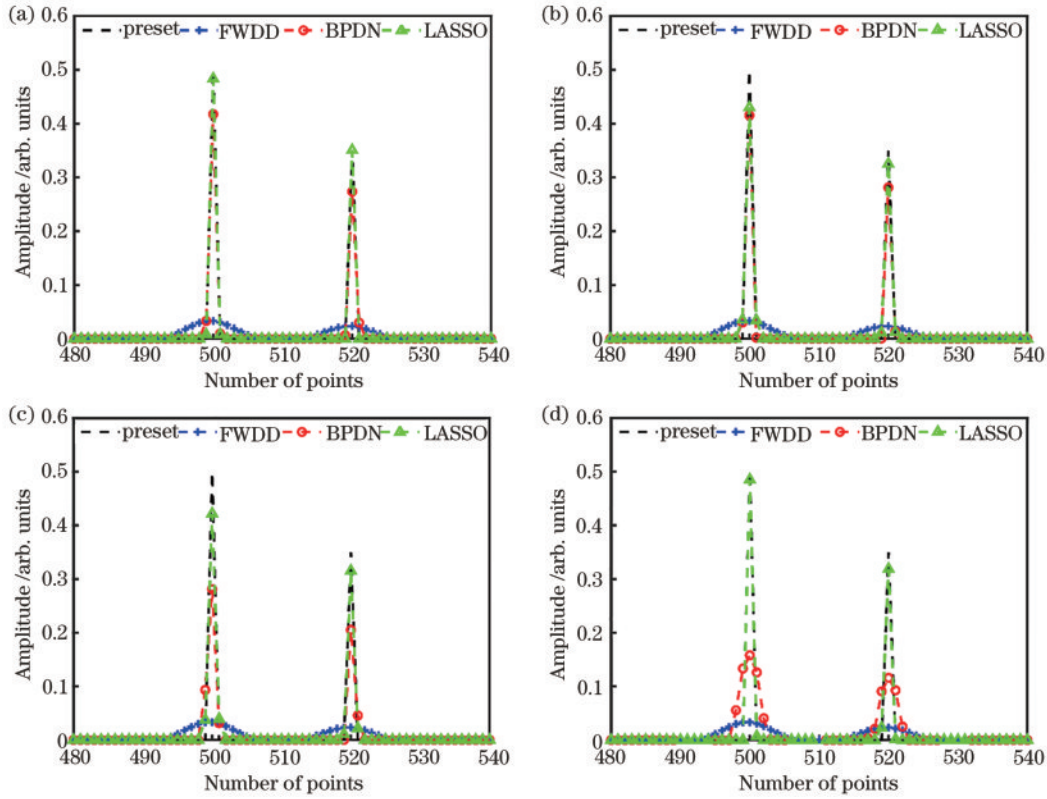 (a)
preset FWDD BPDN LASSO
0.6
0.5
0.4
0.3
0.2
0.1
0
Amplitude /arb. units
480 490 500 510 520 530 540
Number of points
(b)
preset FWDD BPDN LASSO
0.6
0.5
0.4
0.3
0.2
0.1
0
Amplitude /arb. units
480 490 500 510 520 530 540
Number of points
(c)
preset FWDD BPDN LASSO
0.6
0.5
0.4
0.3
0.2
0.1
0
Amplitude /arb. units
480 490 500 510 520 530 540
Number of points
(d)
preset FWDD BPDN LASSO
0.6
0.5
0.4
0.3
0.2
0.1
0
Amplitude /arb. units
480 490 500 510 520 530 540
Number of points